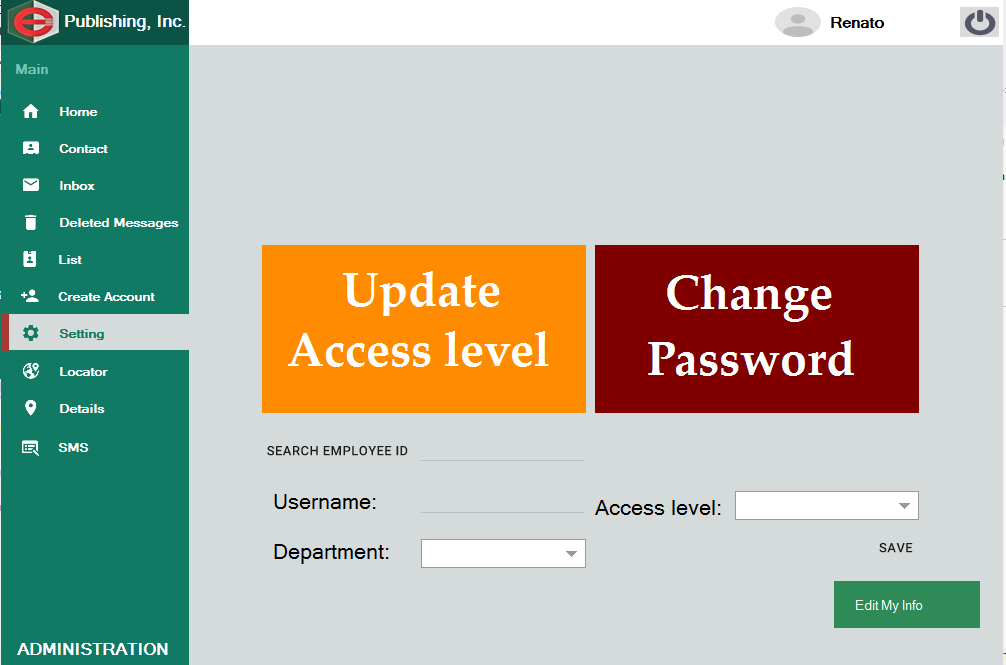 Publishing, Inc.
Renato
Main
Home
Contact
Inbox
Deleted Messages
List
Create Account
Setting
Locator
Details
SMS
ADMINISTRATION
Update
Access level
Change
Password
SEARCH EMPLOYEE ID
Username:
Access level:
Department:
SAVE
Edit My Info